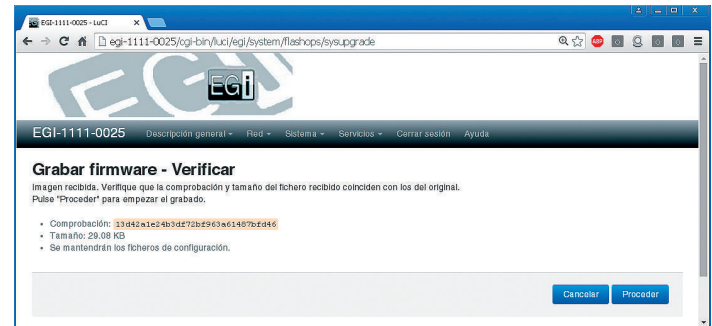 EGI-1111-0025 - LuCI
egi-1111-0025/cgi-bin/luci/egi/system/flashops/sysupgrade
ABP
EGi
EGI-1111-0025 Descripción general Red Sistema Servicios Cerrar sesión Ayuda
Grabar firmware - Verificar
Imagen recibida. Verifique que la comprobación y tamaño del fichero recibido coinciden con los del original.
Pulse "Proceder" para empezar el grabado.
Comprobación: 13d42a1e24b3df72bf963a61487bfd46
Tamaño: 29.08 KB
Se mantendrán los ficheros de configuración.
Cancelar Proceder